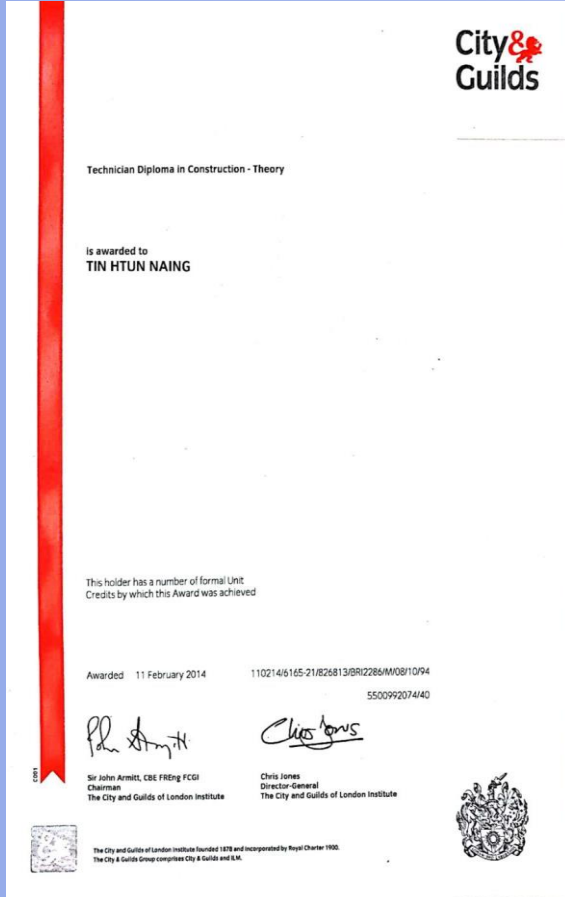 City&
Guilds
Technician Diploma in Construction - Theory
is awarded to
TIN HTUN NAING
This holder has a number of formal Unit
Credits by which this Award was achieved
Awarded 11 February 2014
110214/6165-21/826813/BRI2286/M/08/10/94
5500992074/40
Sir John Armitt, CBE FREng FCGI
Chairman
The City and Guilds of London Institute
Chris Jones
Director-General
The City and Guilds of London Institute
C001
The City and Guilds of London Institute founded 1878 and incorporated by Royal Charter 1900.
The City & Guilds Group comprises City & Guilds and ILM.